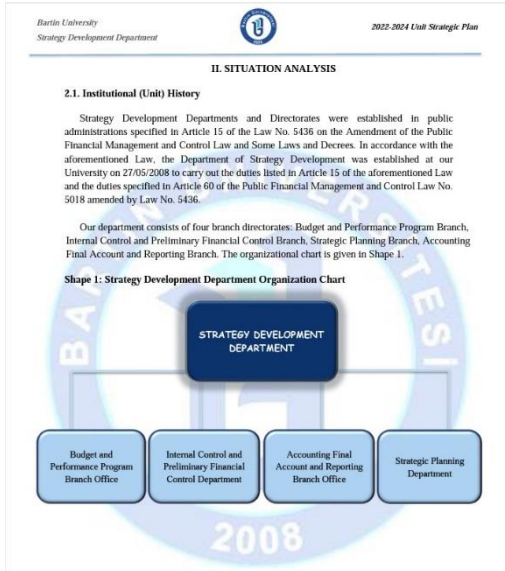 Bartin University
Strategy Development Department
2022-2024 Unit Strategic Plan
II. SITUATION ANALYSIS
2.1. Institutional (Unit) History
Strategy Development Departments and Directorates were established in public
administrations specified in Article 15 of the Law No. 5436 on the Amendment of the Public
Financial Management and Control Law and Some Laws and Decrees. In accordance with the
aforementioned Law, the Department of Strategy Development was established at our
University on 27/05/2008 to carry out the duties listed in Article 15 of the aforementioned Law
and the duties specified in Article 60 of the Public Financial Management and Control Law No.
5018 amended by Law No. 5436.
Our department consists of four branch directorates: Budget and Performance Program Branch,
Internal Control and Preliminary Financial Control Branch, Strategic Planning Branch, Accounting
Final Account and Reporting Branch. The organizational chart is given in Shape 1.
Shape 1: Strategy Development Department Organization Chart
STRATEGY DEVELOPMENT
DEPARTMENT
Budget and
Performance Program
Branch Office
Internal Control and
Preliminary Financial
Control Department
Accounting Final
Account and Reporting
Branch Office
Strategic Planning
Department
2008